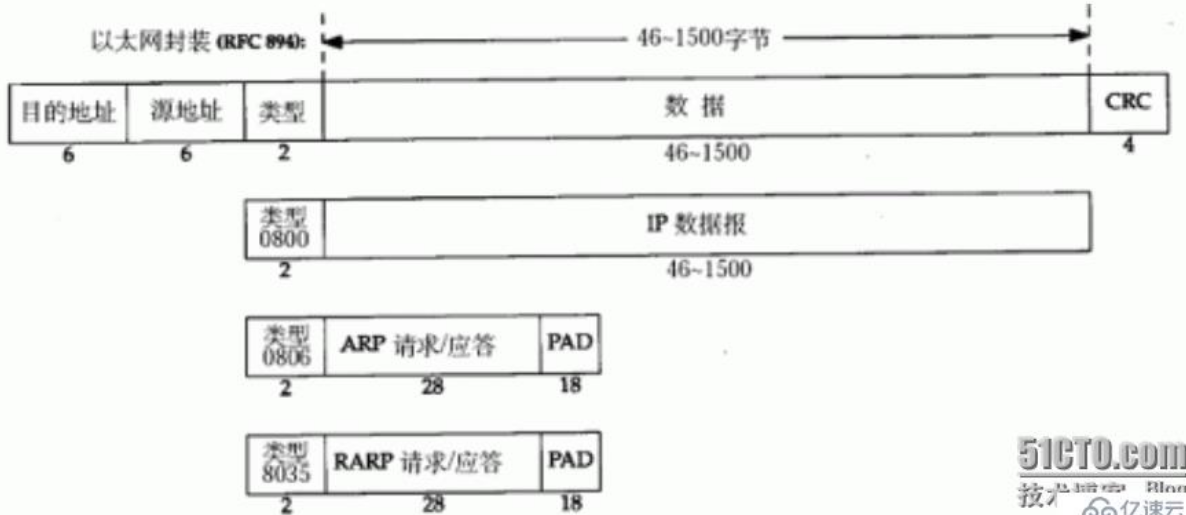 以太网封装 (RFC 894):
46~1500字节
目的地址 源地址 类型 数据 CRC
6 6 2 46~1500 4
类型 IP 数据报
0800
2 46~1500
类型 ARP 请求/应答 PAD
0806
2 28 18
类型 RARP 请求/应答 PAD
8035
2 28 18
51CTO.com
技术博客 Blog
亿速云